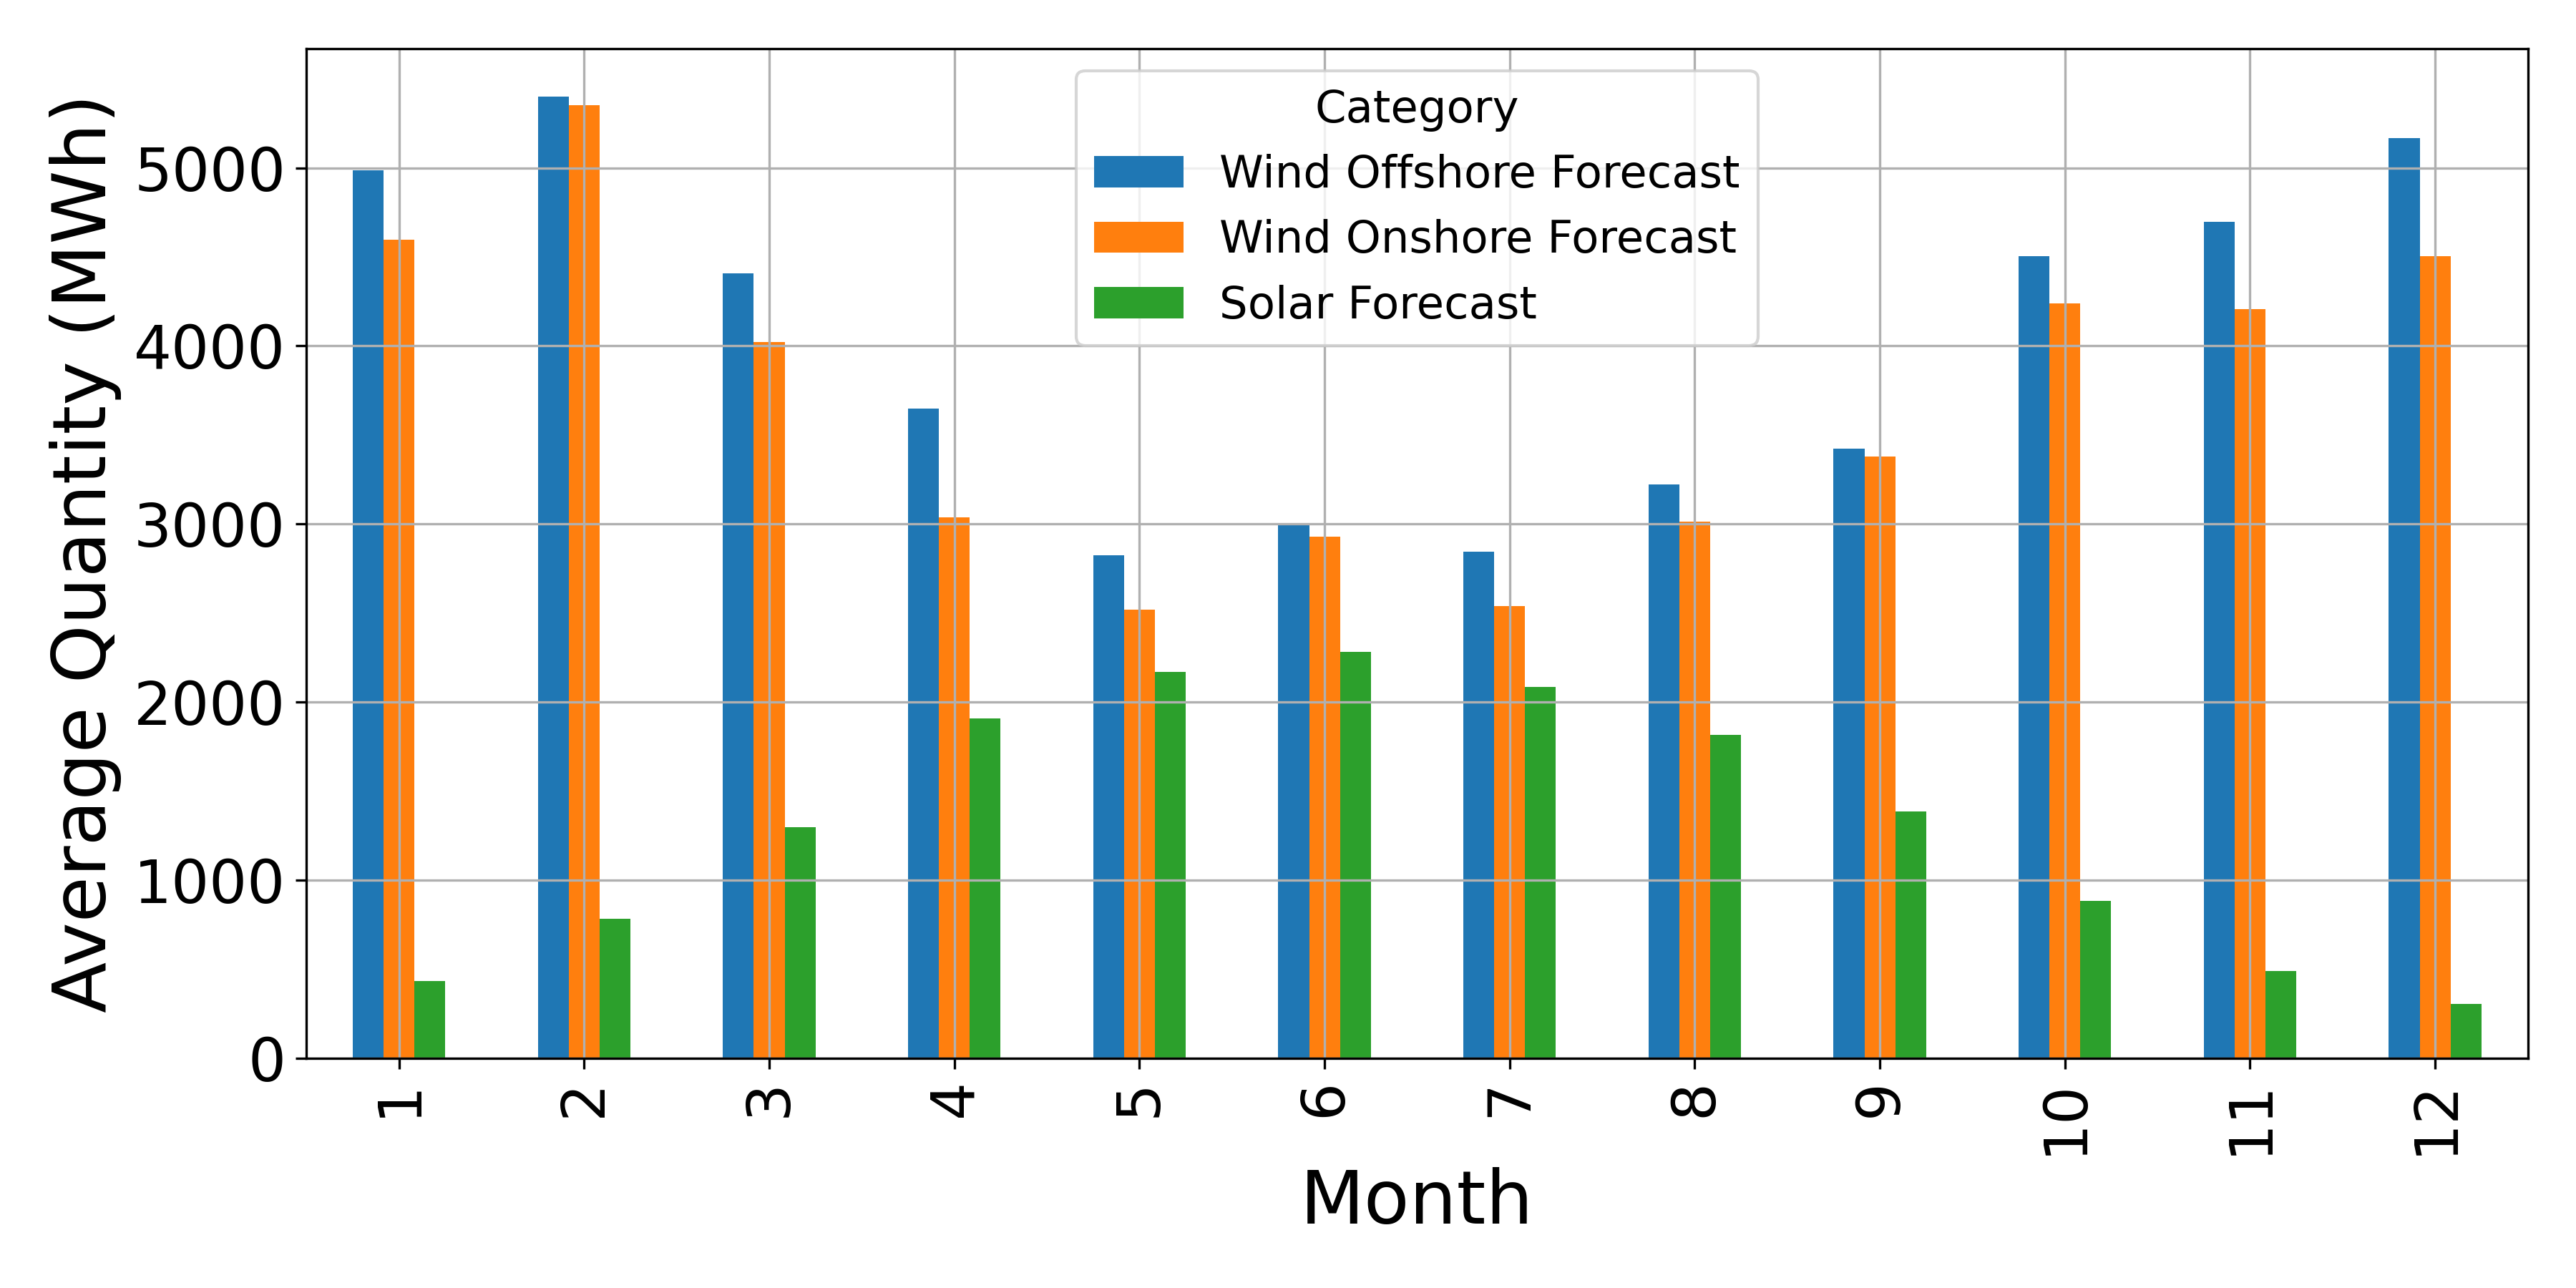 Average Quantity (MWh)
5000
4000
3000
2000
1000
0
Category
Wind Offshore Forecast
Wind Onshore Forecast
Solar Forecast
1 2 3 4 5 6 7 8 9 10 11 12
Month